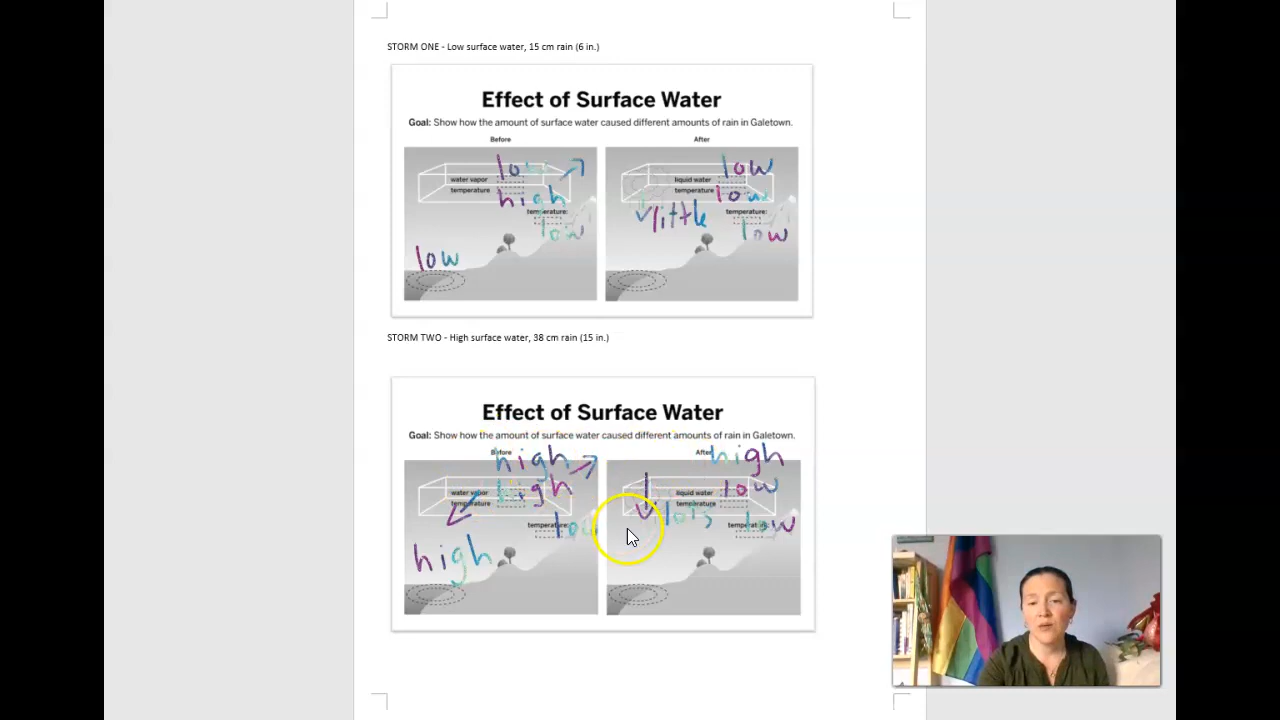 STORM ONE - Low surface water, 15 cm rain (6 in.)
Effect of Surface Water
Goal: Show how the amount of surface water caused different amounts of rain in Galetown.
Before
water vapor low
temperature high
temperature:
low
low
After
liquid water low
temperature low
little
temperature:
low
STORM TWO - High surface water, 38 cm rain (15 in.)
Effect of Surface Water
Goal: Show how the amount of surface water caused different amounts of rain in Galetown.
Before
high
water vapor high
temperature
temperature: low
high
After
high
liquid water low
temperature
lots
temperature: low